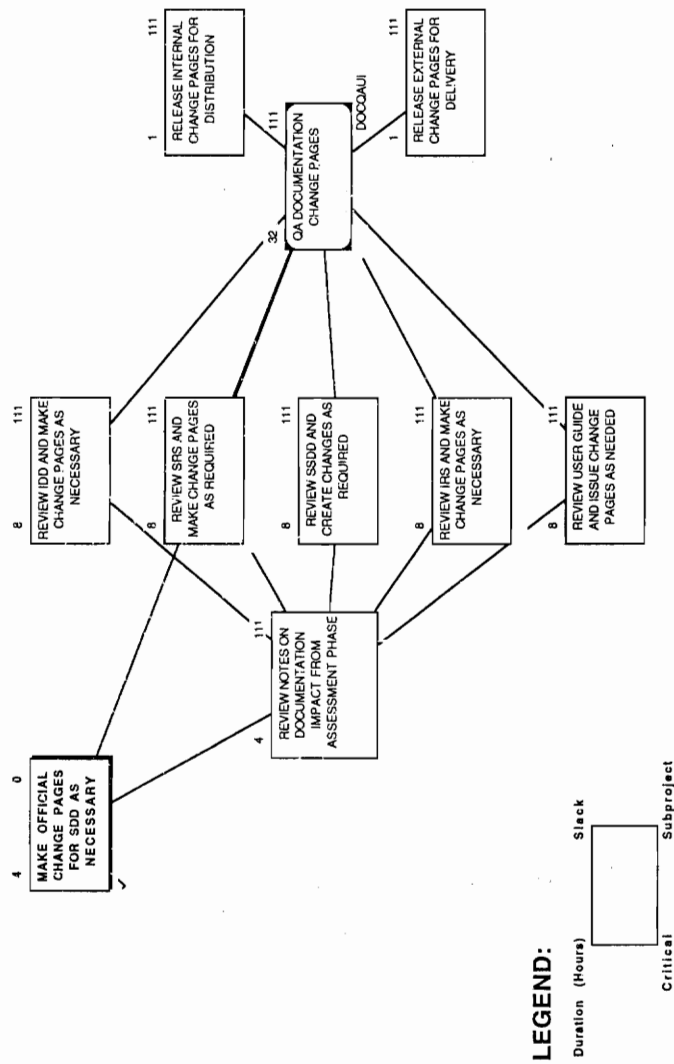 4 0
MAKE OFFICIAL
CHANGE PAGES
FOR SDD AS
NECESSARY
4 111
REVIEW NOTES ON
DOCUMENTATION
IMPACT FROM
ASSESSMENT PHASE
8 111
REVIEW IDD AND MAKE
CHANGE PAGES AS
NECESSARY
8 111
REVIEW SRS AND
MAKE CHANGE PAGES
AS REQUIRED
8 111
REVIEW SSDD AND
CREATE CHANGES AS
REQUIRED
8 111
REVIEW IRS AND MAKE
CHANGE PAGES AS
NECESSARY
8 111
REVIEW USER GUIDE
AND ISSUE CHANGE
PAGES AS NEEDED
32 111
QA DOCUMENTATION
CHANGE PAGES
DOCQAUI
1 111
RELEASE INTERNAL
CHANGE PAGES FOR
DISTRIBUTION
1 111
RELEASE EXTERNAL
CHANGE PAGES FOR
DELIVERY
LEGEND:
Duration (Hours) Slack
Critical Subproject